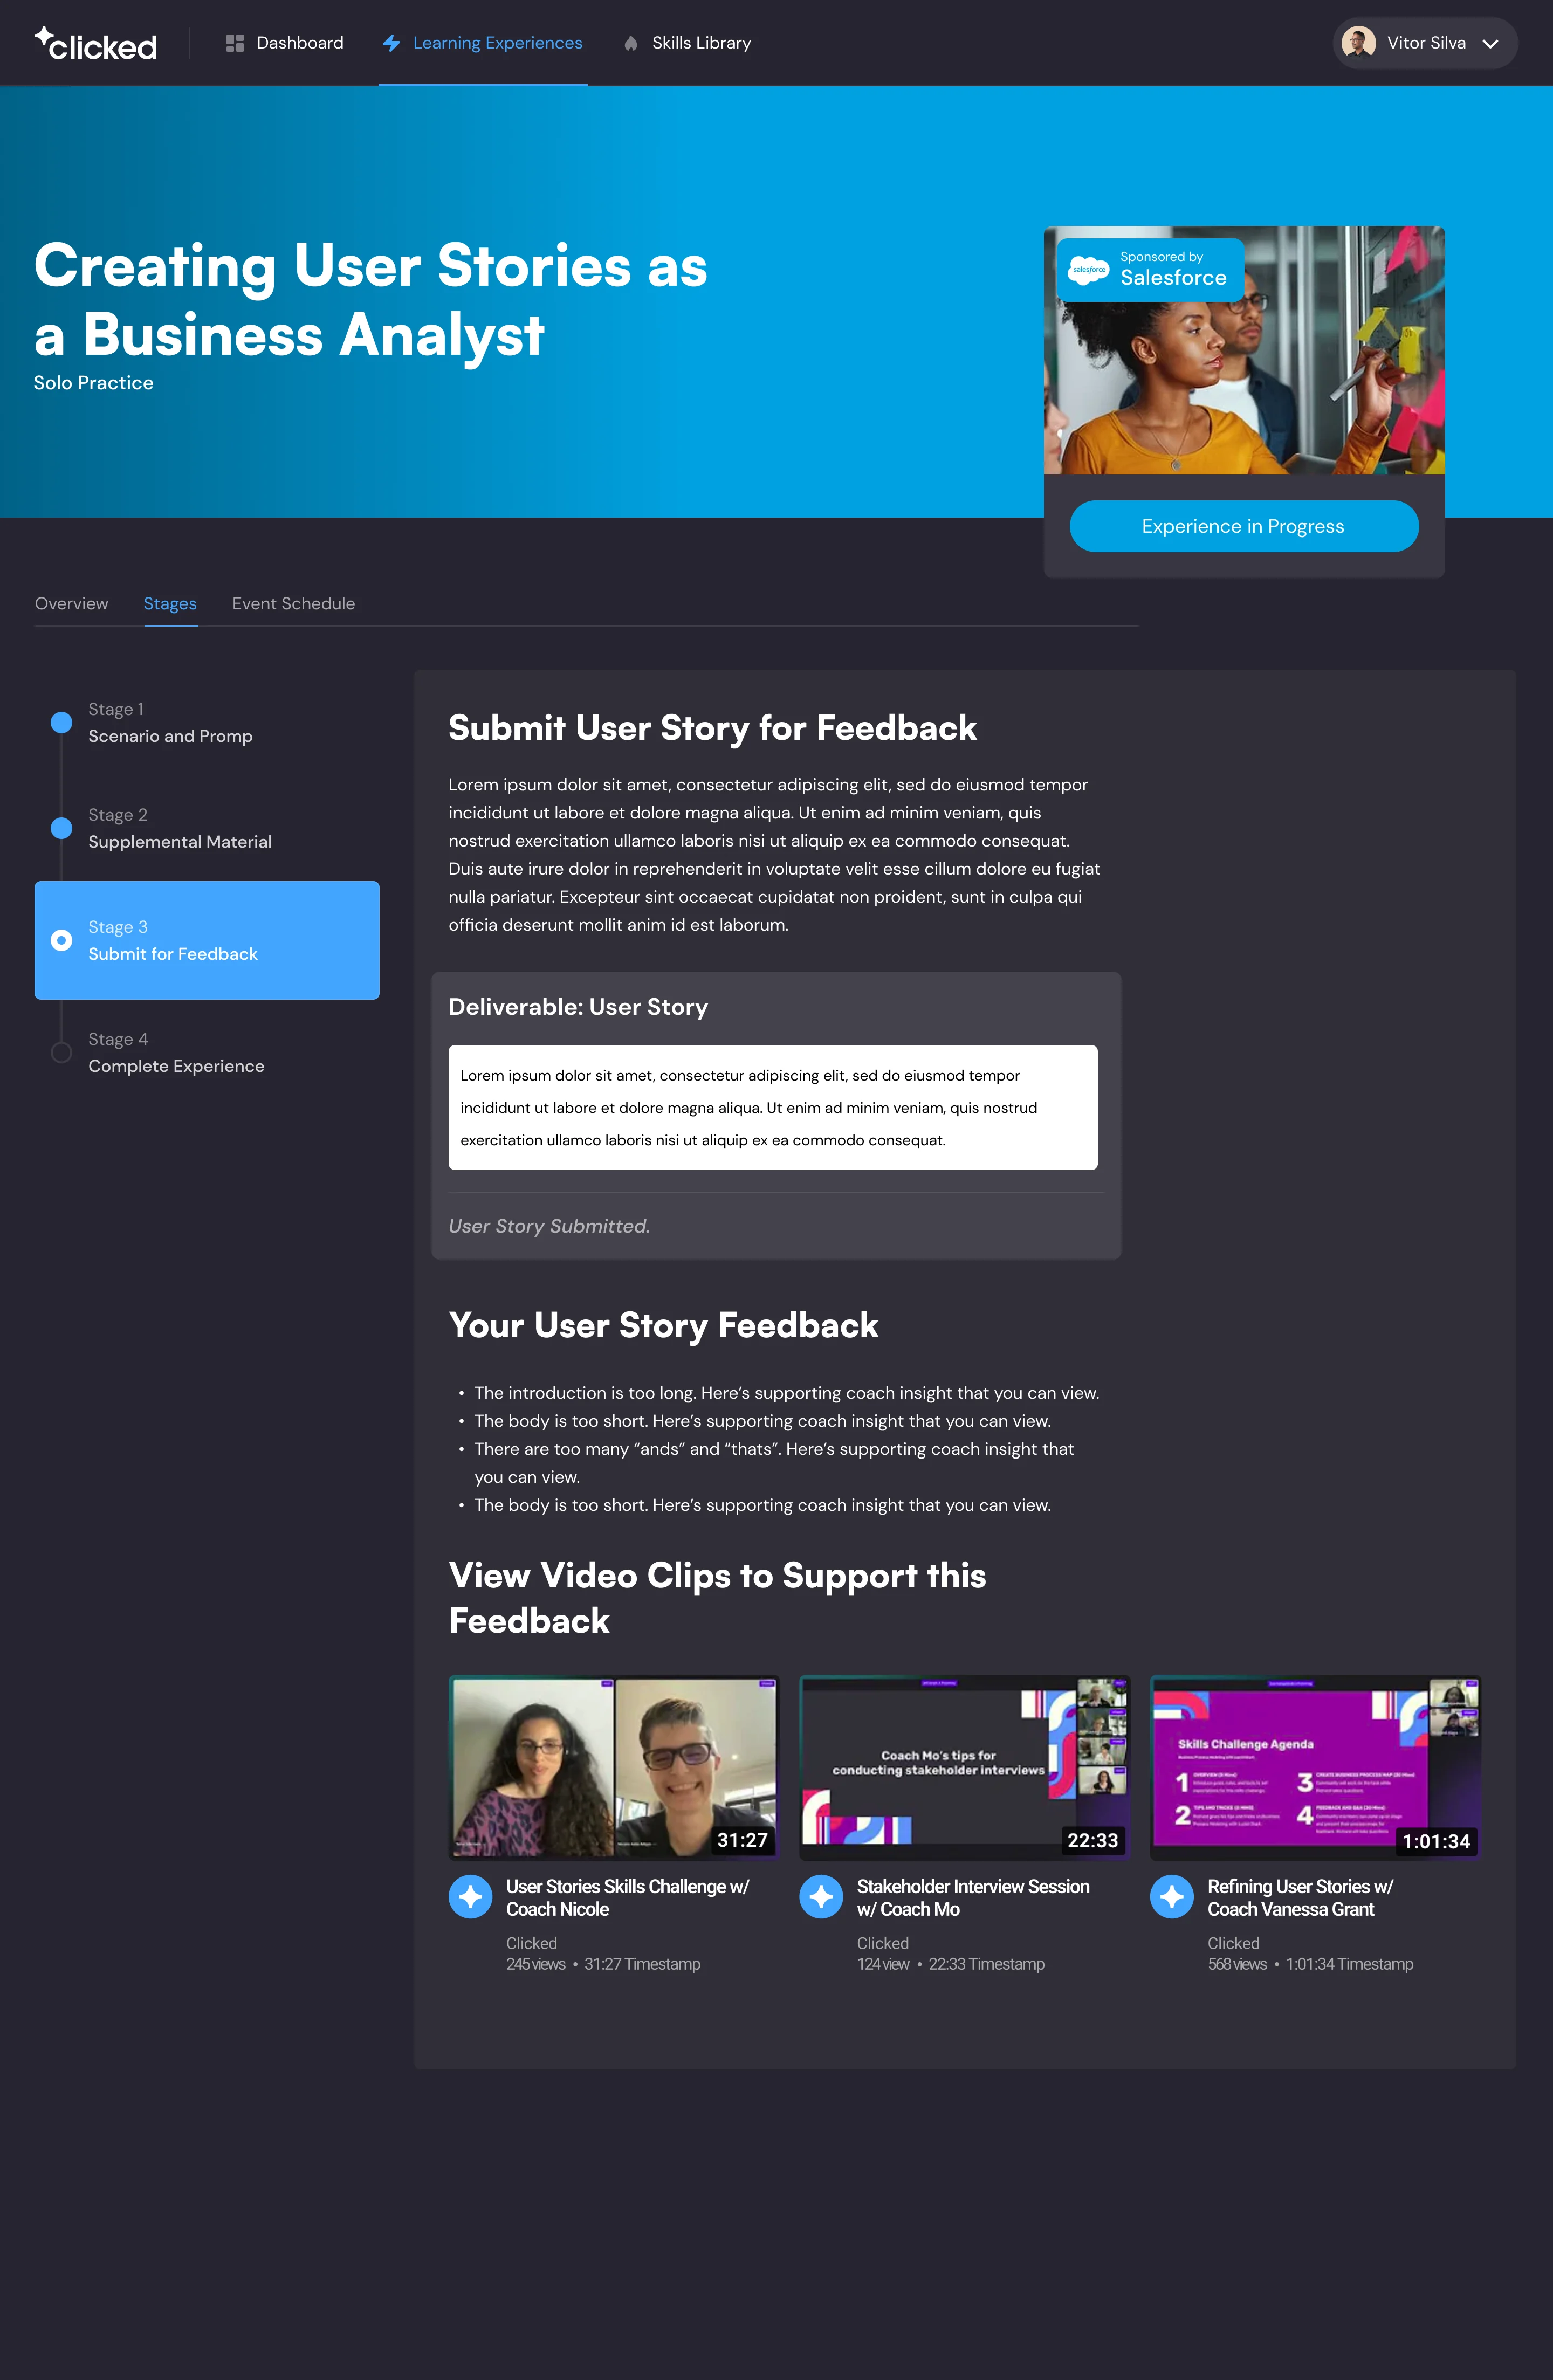 clicked
Dashboard
Learning Experiences
Skills Library
Vitor Silva
Creating User Stories as
a Business Analyst
Solo Practice
salesforce
Sponsored by
Salesforce
Experience in Progress
Overview
Stages
Event Schedule
Stage 1
Scenario and Promp
Stage 2
Supplemental Material
Stage 3
Submit for Feedback
Stage 4
Complete Experience
Submit User Story for Feedback
Lorem ipsum dolor sit amet, consectetur adipiscing elit, sed do eiusmod tempor
incididunt ut labore et dolore magna aliqua. Ut enim ad minim veniam, quis
nostrud exercitation ullamco laboris nisi ut aliquip ex ea commodo consequat.
Duis aute irure dolor in reprehenderit in voluptate velit esse cillum dolore eu fugiat
nulla pariatur. Excepteur sint occaecat cupidatat non proident, sunt in culpa qui
officia deserunt mollit anim id est laborum.
Deliverable: User Story
Lorem ipsum dolor sit amet, consectetur adipiscing elit, sed do eiusmod tempor
incididunt ut labore et dolore magna aliqua. Ut enim ad minim veniam, quis nostrud
exercitation ullamco laboris nisi ut aliquip ex ea commodo consequat.
User Story Submitted.
Your User Story Feedback
• The introduction is too long. Here’s supporting coach insight that you can view.
• The body is too short. Here’s supporting coach insight that you can view.
• There are too many “ands” and “thats”. Here’s supporting coach insight that
you can view.
• The body is too short. Here’s supporting coach insight that you can view.
View Video Clips to Support this
Feedback
31:27
User Stories Skills Challenge w/
Coach Nicole
Clicked
245 views • 31:27 Timestamp
Coach Mo’s tips for
conducting stakeholder interviews
22:33
Stakeholder Interview Session
w/ Coach Mo
Clicked
124 view • 22:33 Timestamp
Skills Challenge Agenda
1
2
3
4
1:01:34
Refining User Stories w/
Coach Vanessa Grant
Clicked
568 views • 1:01:34 Timestamp